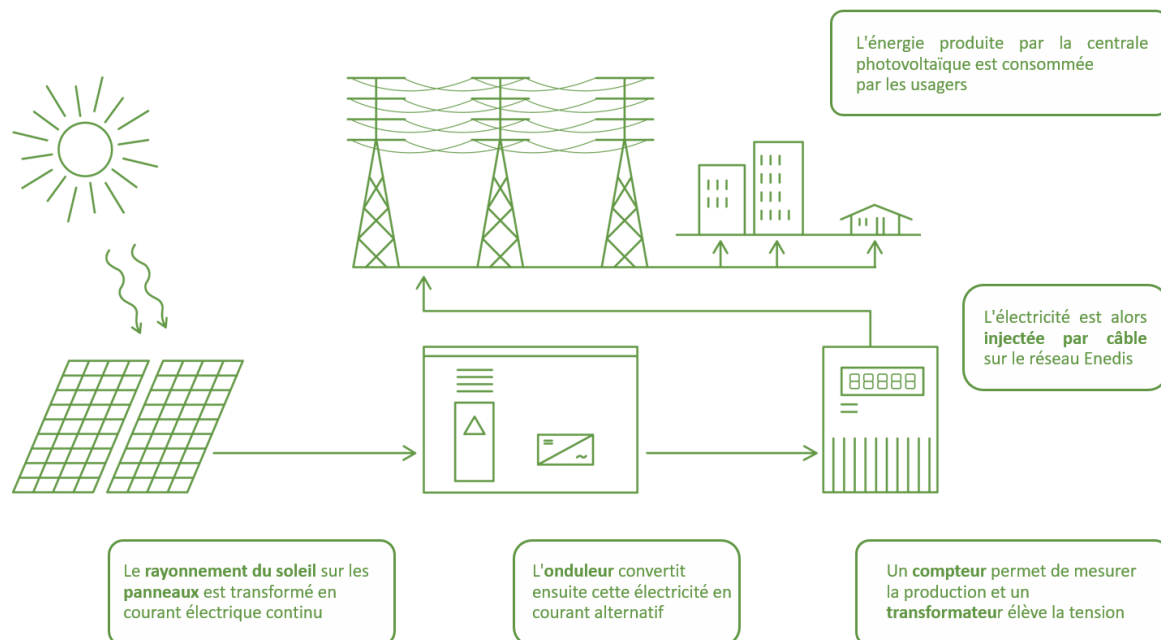 L'énergie produite par la centrale
photovoltaïque est consommée
par les usagers
L'électricité est alors
injectée par câble
sur le réseau Enedis
88888
Le rayonnement du soleil sur les
panneaux est transformé en
courant électrique continu
L'onduleur convertit
ensuite cette électricité en
courant alternatif
Un compteur permet de mesurer
la production et un
transformateur élève la tension